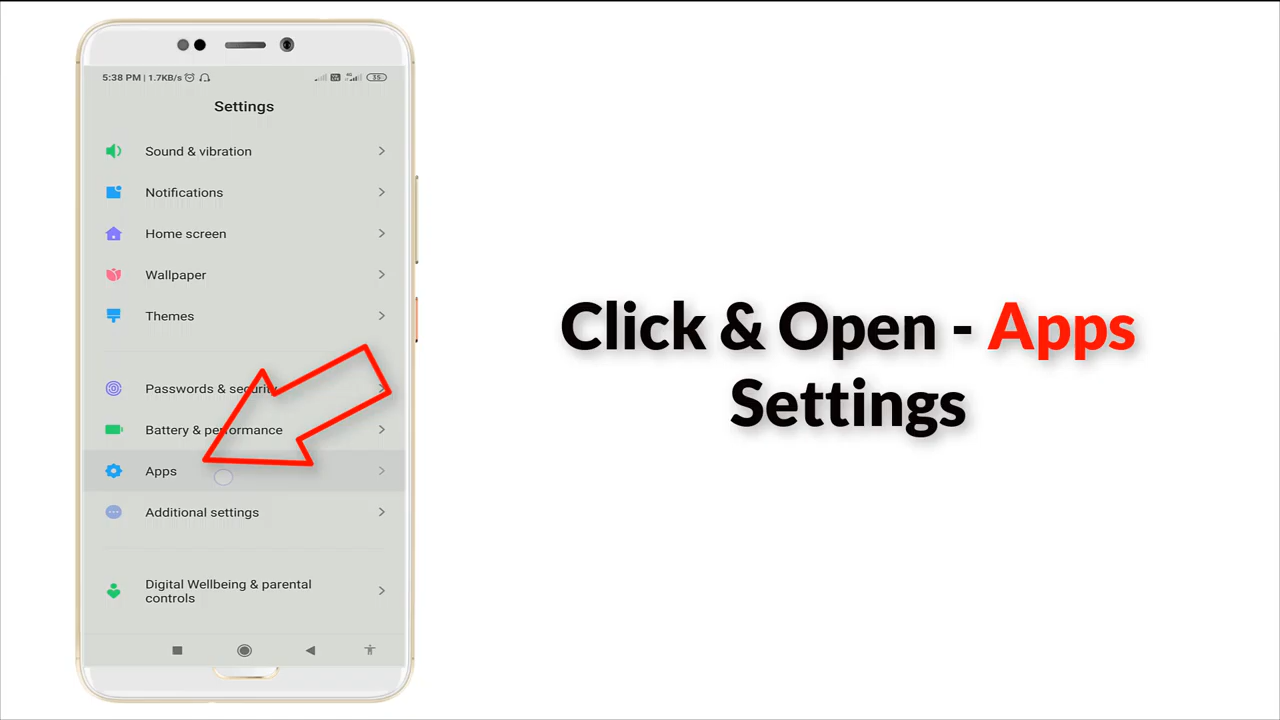 5:38 PM | 1.7KB/s
35
Settings
Sound & vibration
Notifications
Home screen
Wallpaper
Themes
Passwords & security
Battery & performance
Apps
Additional settings
Digital Wellbeing & parental
controls
Click & Open - Apps
Settings